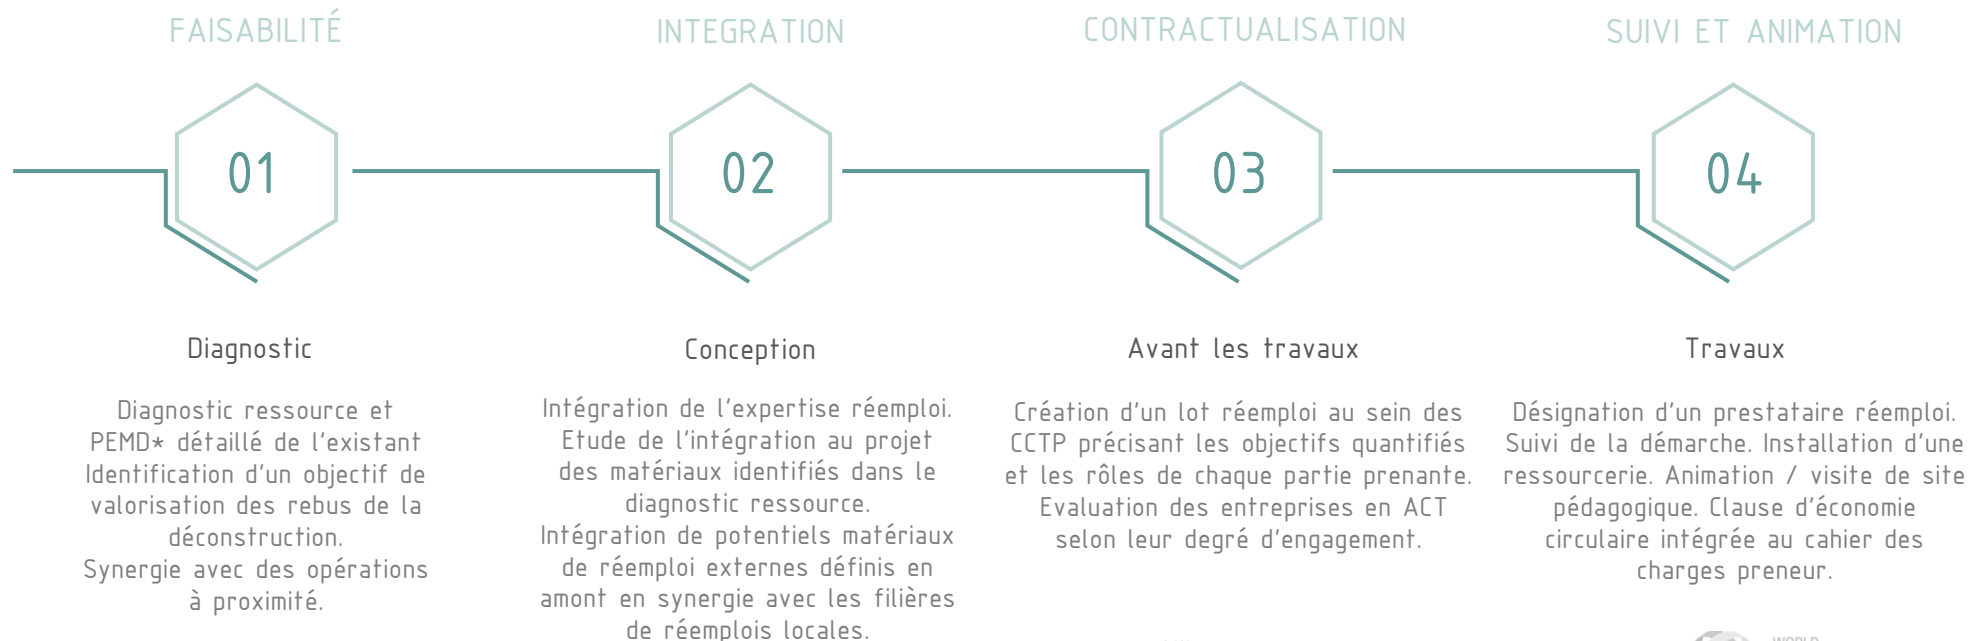 FAISABILITÉ
INTEGRATION
CONTRACTUALISATION
SUIVI ET ANIMATION
01
02
03
04
Diagnostic
Diagnostic ressource et
PEMD* détaillé de l'existant
Identification d'un objectif de
valorisation des rebus de la
déconstruction.
Synergie avec des opérations
à proximité.
Conception
Intégration de l'expertise réemploi.
Etude de l'intégration au projet
des matériaux identifiés dans le
diagnostic ressource.
Intégration de potentiels matériaux
de réemploi externes définis en
amont en synergie avec les filières
de réemplois locales.
Avant les travaux
Création d'un lot réemploi au sein des
CCTP précisant les objectifs quantifiés
et les rôles de chaque partie prenante.
Evaluation des entreprises en ACT
selon leur degré d'engagement.
Travaux
Désignation d'un prestataire réemploi.
Suivi de la démarche. Installation d'une
ressourcerie. Animation / visite de site
pédagogique. Clause d'économie
circulaire intégrée au cahier des
charges preneur.
WORLD